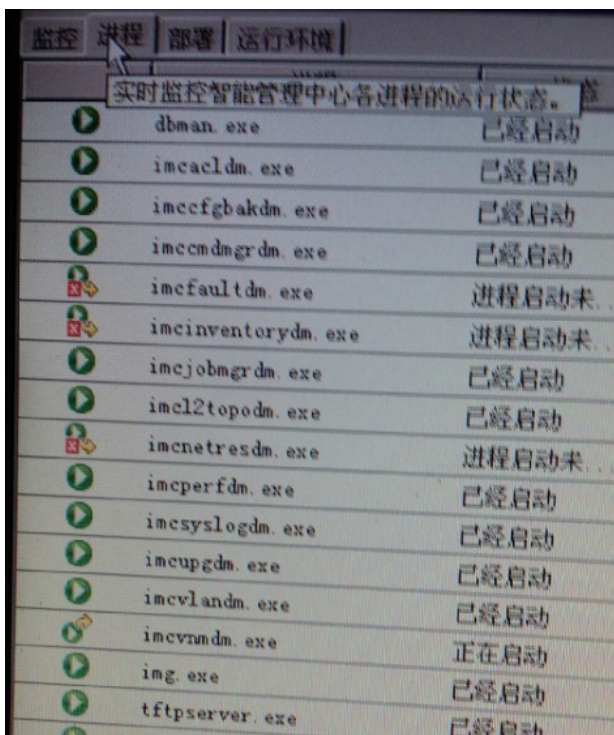 监控 进程 部署 运行环境
实时监控智能管理中心各进程的运行状态。
dbman.exe 已经启动
imcacldm.exe 已经启动
imccfgbakdm.exe 已经启动
imccmdmgrdm.exe 已经启动
imcfaultdm.exe 进程启动未..
imcinventorydm.exe 进程启动未..
imcjobmgrdm.exe 已经启动
imcl2topodm.exe 已经启动
imcnetresdm.exe 进程启动未..
imcperfdm.exe 已经启动
imcsyslogdm.exe 已经启动
imcupgdm.exe 已经启动
imcvlandm.exe 已经启动
imcvnmdm.exe 正在启动
img.exe 已经启动
tftpserver.exe 已经启动